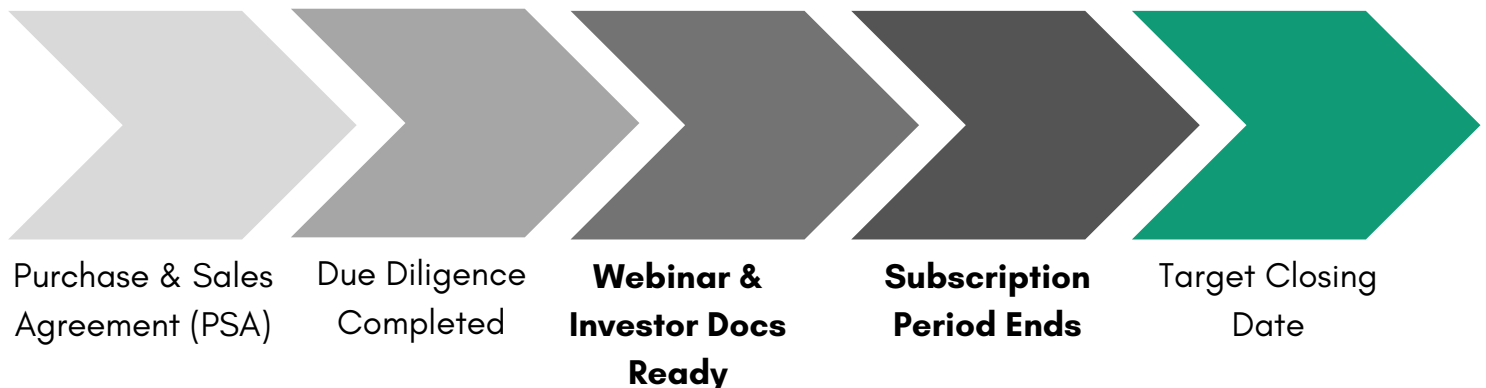 Purchase & Sales
Agreement (PSA)
Due Diligence
Completed
Webinar &
Investor Docs
Ready
Subscription
Period Ends
Target Closing
Date